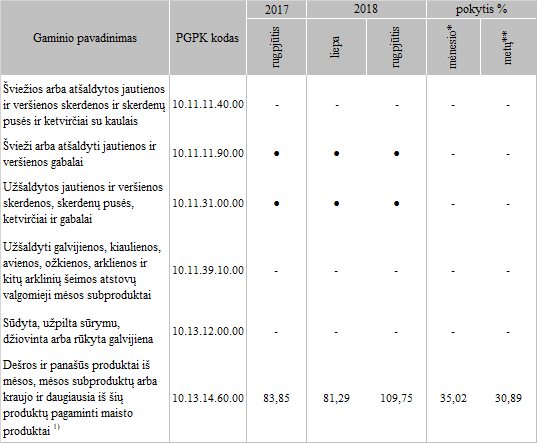 Gaminio pavadinimas PGPK kodas 2017 2018 pokytis %
rugpjūtis liepa rugpjūtis mėnesio* metų**
Šviežios arba atšaldytos jautienos
ir veršienos skerdenos ir skerdenų
pusės ir ketvirčiai su kaulais
10.11.11.40.00 - - - - -
Švieži arba atšaldyti jautienos ir
veršienos gabalai
10.11.11.90.00 ● ● ● - -
Užšaldytos jautienos ir veršienos
skerdenos, skerdenų pusės,
ketvirčiai ir gabalai
10.11.31.00.00 ● ● ● - -
Užšaldyti galvijienos, kiaulienos,
avienos, ožkienos, arklienos ir
kitų arklinių šeimos atstovų
valgomieji mėsos subproduktai
10.11.39.10.00 - - - - -
Sūdyta, užpilta sūrymu,
džiovinta arba rūkyta galvijiena
10.13.12.00.00 - - - - -
Dešros ir panašūs produktai iš
mėsos, mėsos subproduktų arba
kraujo ir daugiausia iš šių
produktų pagaminti maisto
produktai 1)
10.13.14.60.00 83,85 81,29 109,75 35,02 30,89